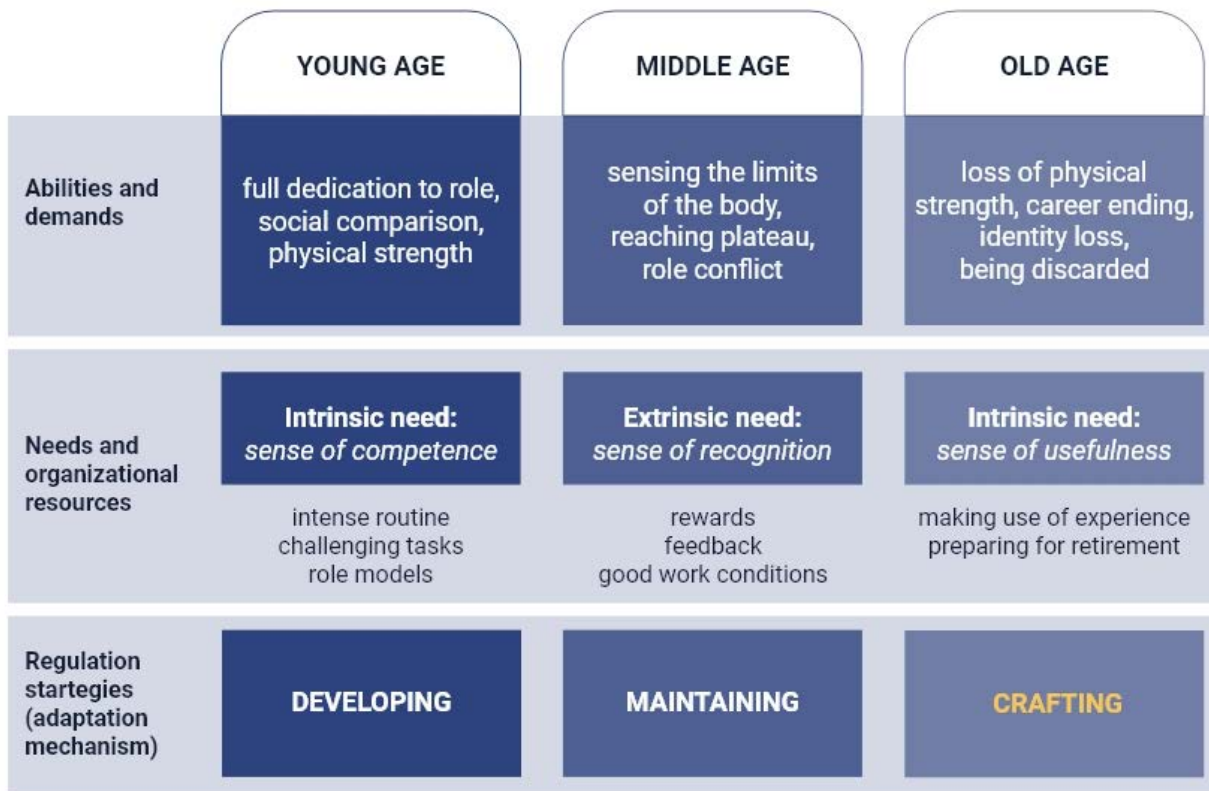 YOUNG AGE
MIDDLE AGE
OLD AGE
Abilities and
demands
full dedication to role,
social comparison,
physical strength
sensing the limits
of the body,
reaching plateau,
role conflict
loss of physical
strength, career ending,
identity loss,
being discarded
Needs and
organizational
resources
Intrinsic need:
sense of competence
intense routine
challenging tasks
role models
Extrinsic need:
sense of recognition
rewards
feedback
good work conditions
Intrinsic need:
sense of usefulness
making use of experience
preparing for retirement
Regulation
startegies
(adaptation
mechanism)
DEVELOPING
MAINTAINING
CRAFTING